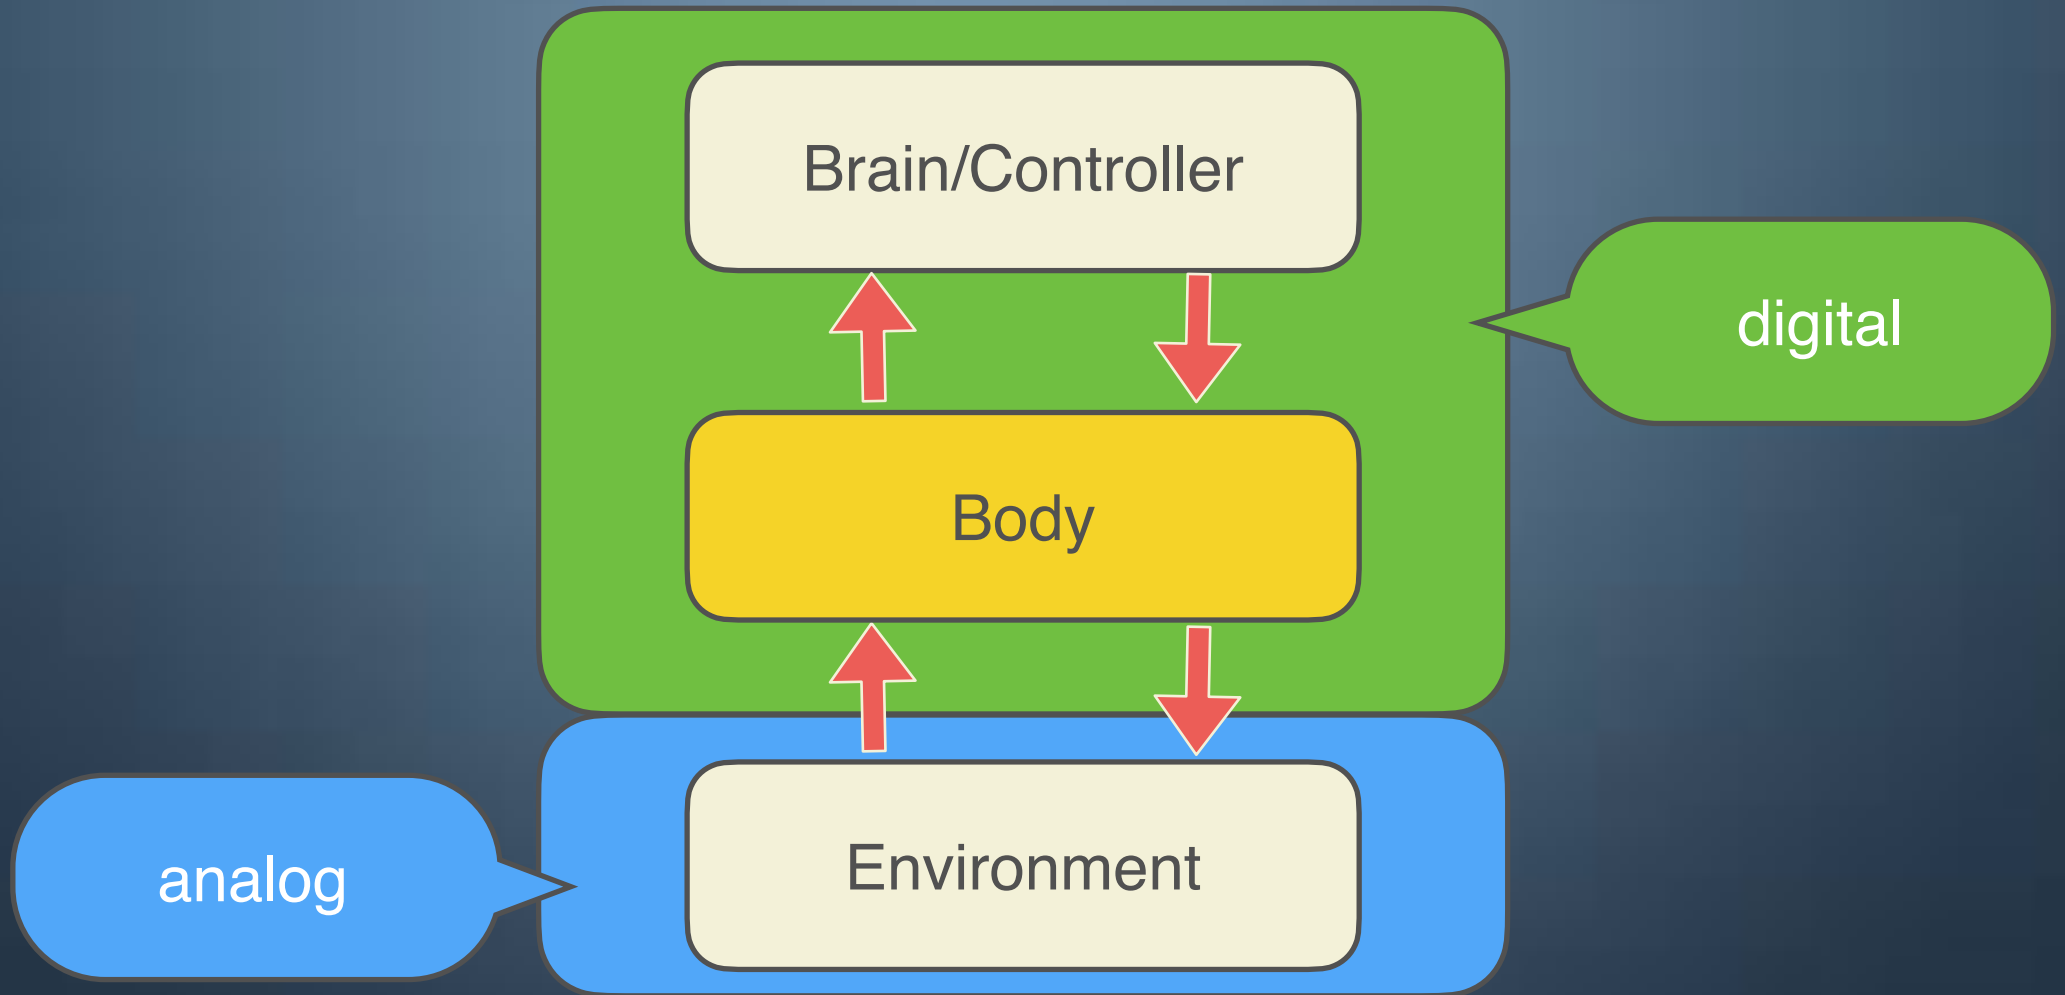 Brain/Controller
digital
Body
Environment
analog